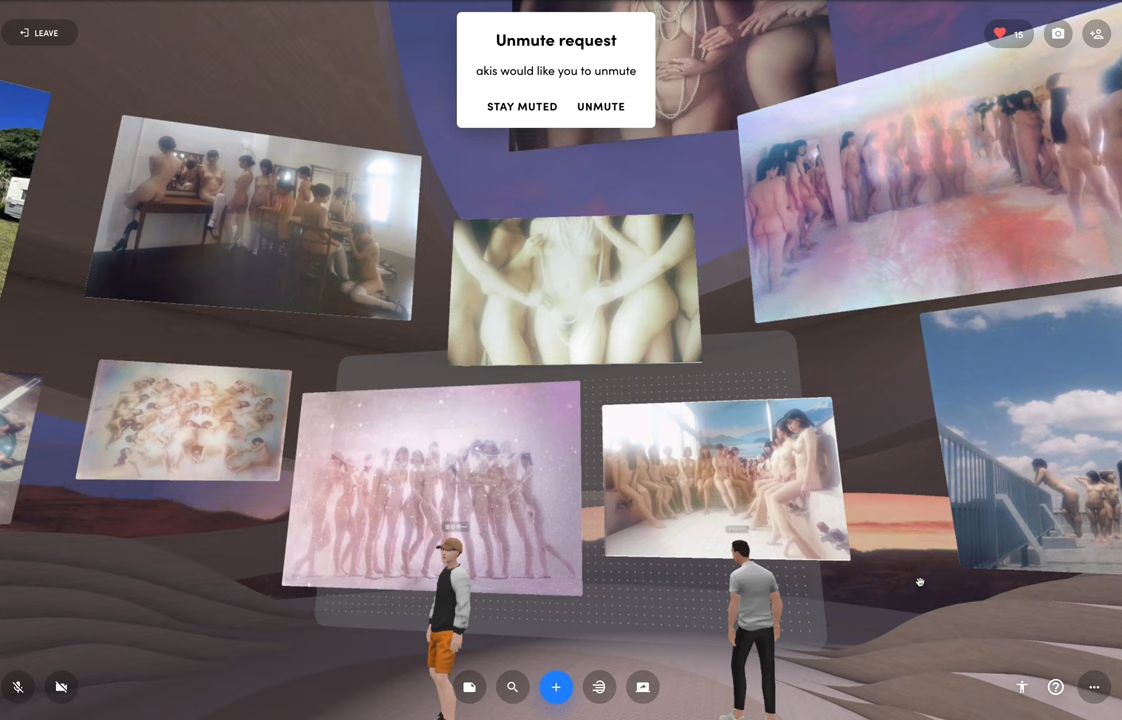 LEAVE
Unmute request
akis would like you to unmute
STAY MUTED UNMUTE
15